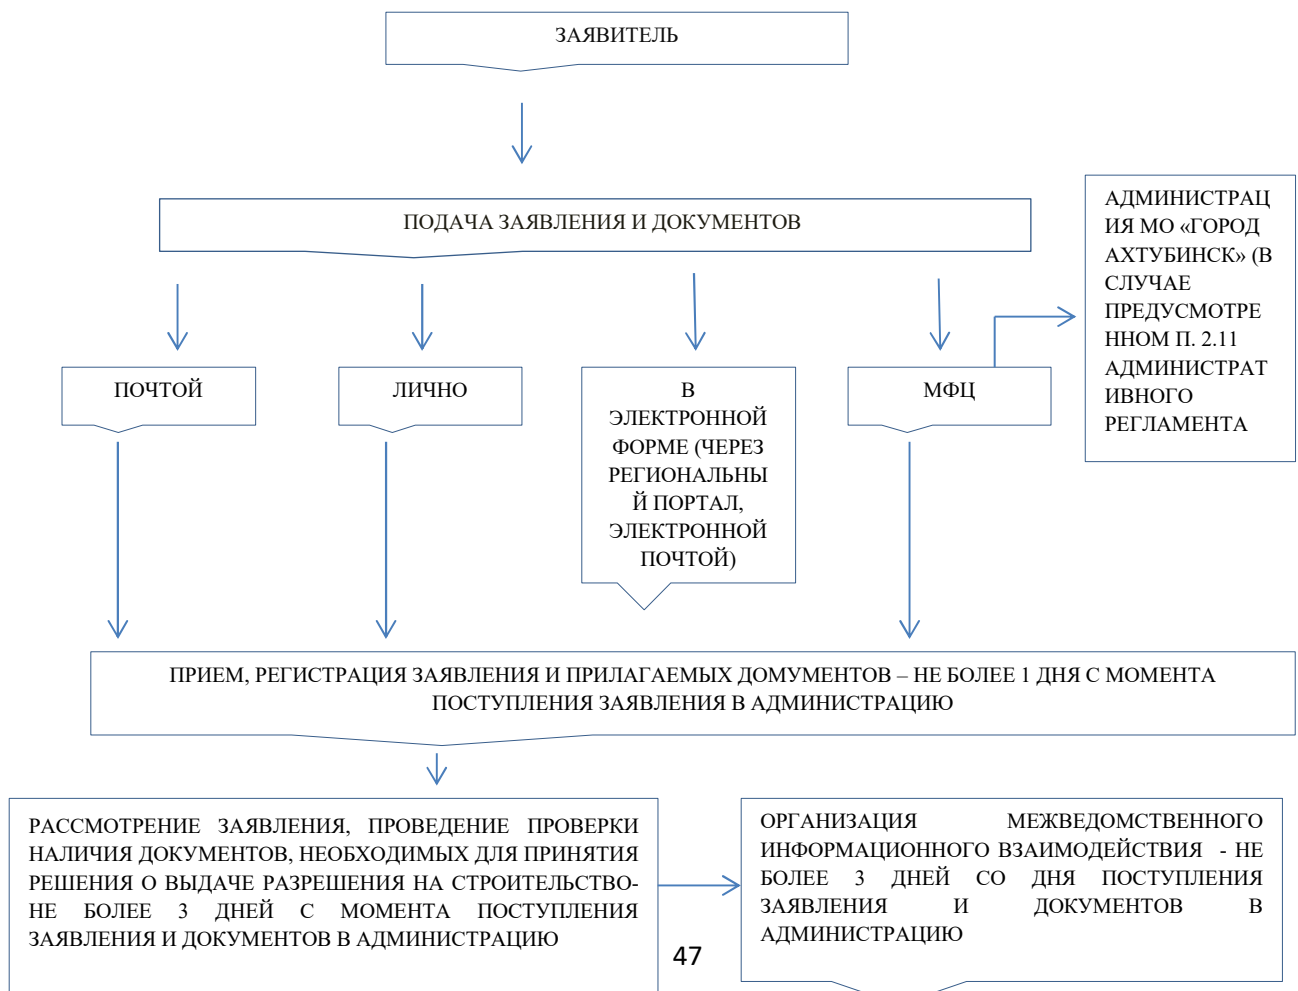 ЗАЯВИТЕЛЬ
ПОДАЧА ЗАЯВЛЕНИЯ И ДОКУМЕНТОВ
АДМИНИСТРАЦ
ИЯ МО «ГОРОД
АХТУБИНСК» (В
СЛУЧАЕ
ПРЕДУСМОТРЕ
ННОМ П. 2.11
АДМИНИСТРАТ
ИВНОГО
РЕГЛАМЕНТА
ПОЧТОЙ
ЛИЧНО
В
ЭЛЕКТРОННОЙ
ФОРМЕ (ЧЕРЕЗ
РЕГИОНАЛЬНЫ
Й ПОРТАЛ,
ЭЛЕКТРОННОЙ
ПОЧТОЙ)
МФЦ
ПРИЕМ, РЕГИСТРАЦИЯ ЗАЯВЛЕНИЯ И ПРИЛАГАЕМЫХ ДОМУМЕНТОВ – НЕ БОЛЕЕ 1 ДНЯ С МОМЕНТА
ПОСТУПЛЕНИЯ ЗАЯВЛЕНИЯ В АДМИНИСТРАЦИЮ
РАССМОТРЕНИЕ ЗАЯВЛЕНИЯ, ПРОВЕДЕНИЕ ПРОВЕРКИ
НАЛИЧИЯ ДОКУМЕНТОВ, НЕОБХОДИМЫХ ДЛЯ ПРИНЯТИЯ
РЕШЕНИЯ О ВЫДАЧЕ РАЗРЕШЕНИЯ НА СТРОИТЕЛЬСТВО-
НЕ БОЛЕЕ 3 ДНЕЙ С МОМЕНТА ПОСТУПЛЕНИЯ
ЗАЯВЛЕНИЯ И ДОКУМЕНТОВ В АДМИНИСТРАЦИЮ
ОРГАНИЗАЦИЯ МЕЖВЕДОМСТВЕННОГО
ИНФОРМАЦИОННОГО ВЗАИМОДЕЙСТВИЯ - НЕ
БОЛЕЕ 3 ДНЕЙ СО ДНЯ ПОСТУПЛЕНИЯ
ЗАЯВЛЕНИЯ И ДОКУМЕНТОВ В
АДМИНИСТРАЦИЮ
47